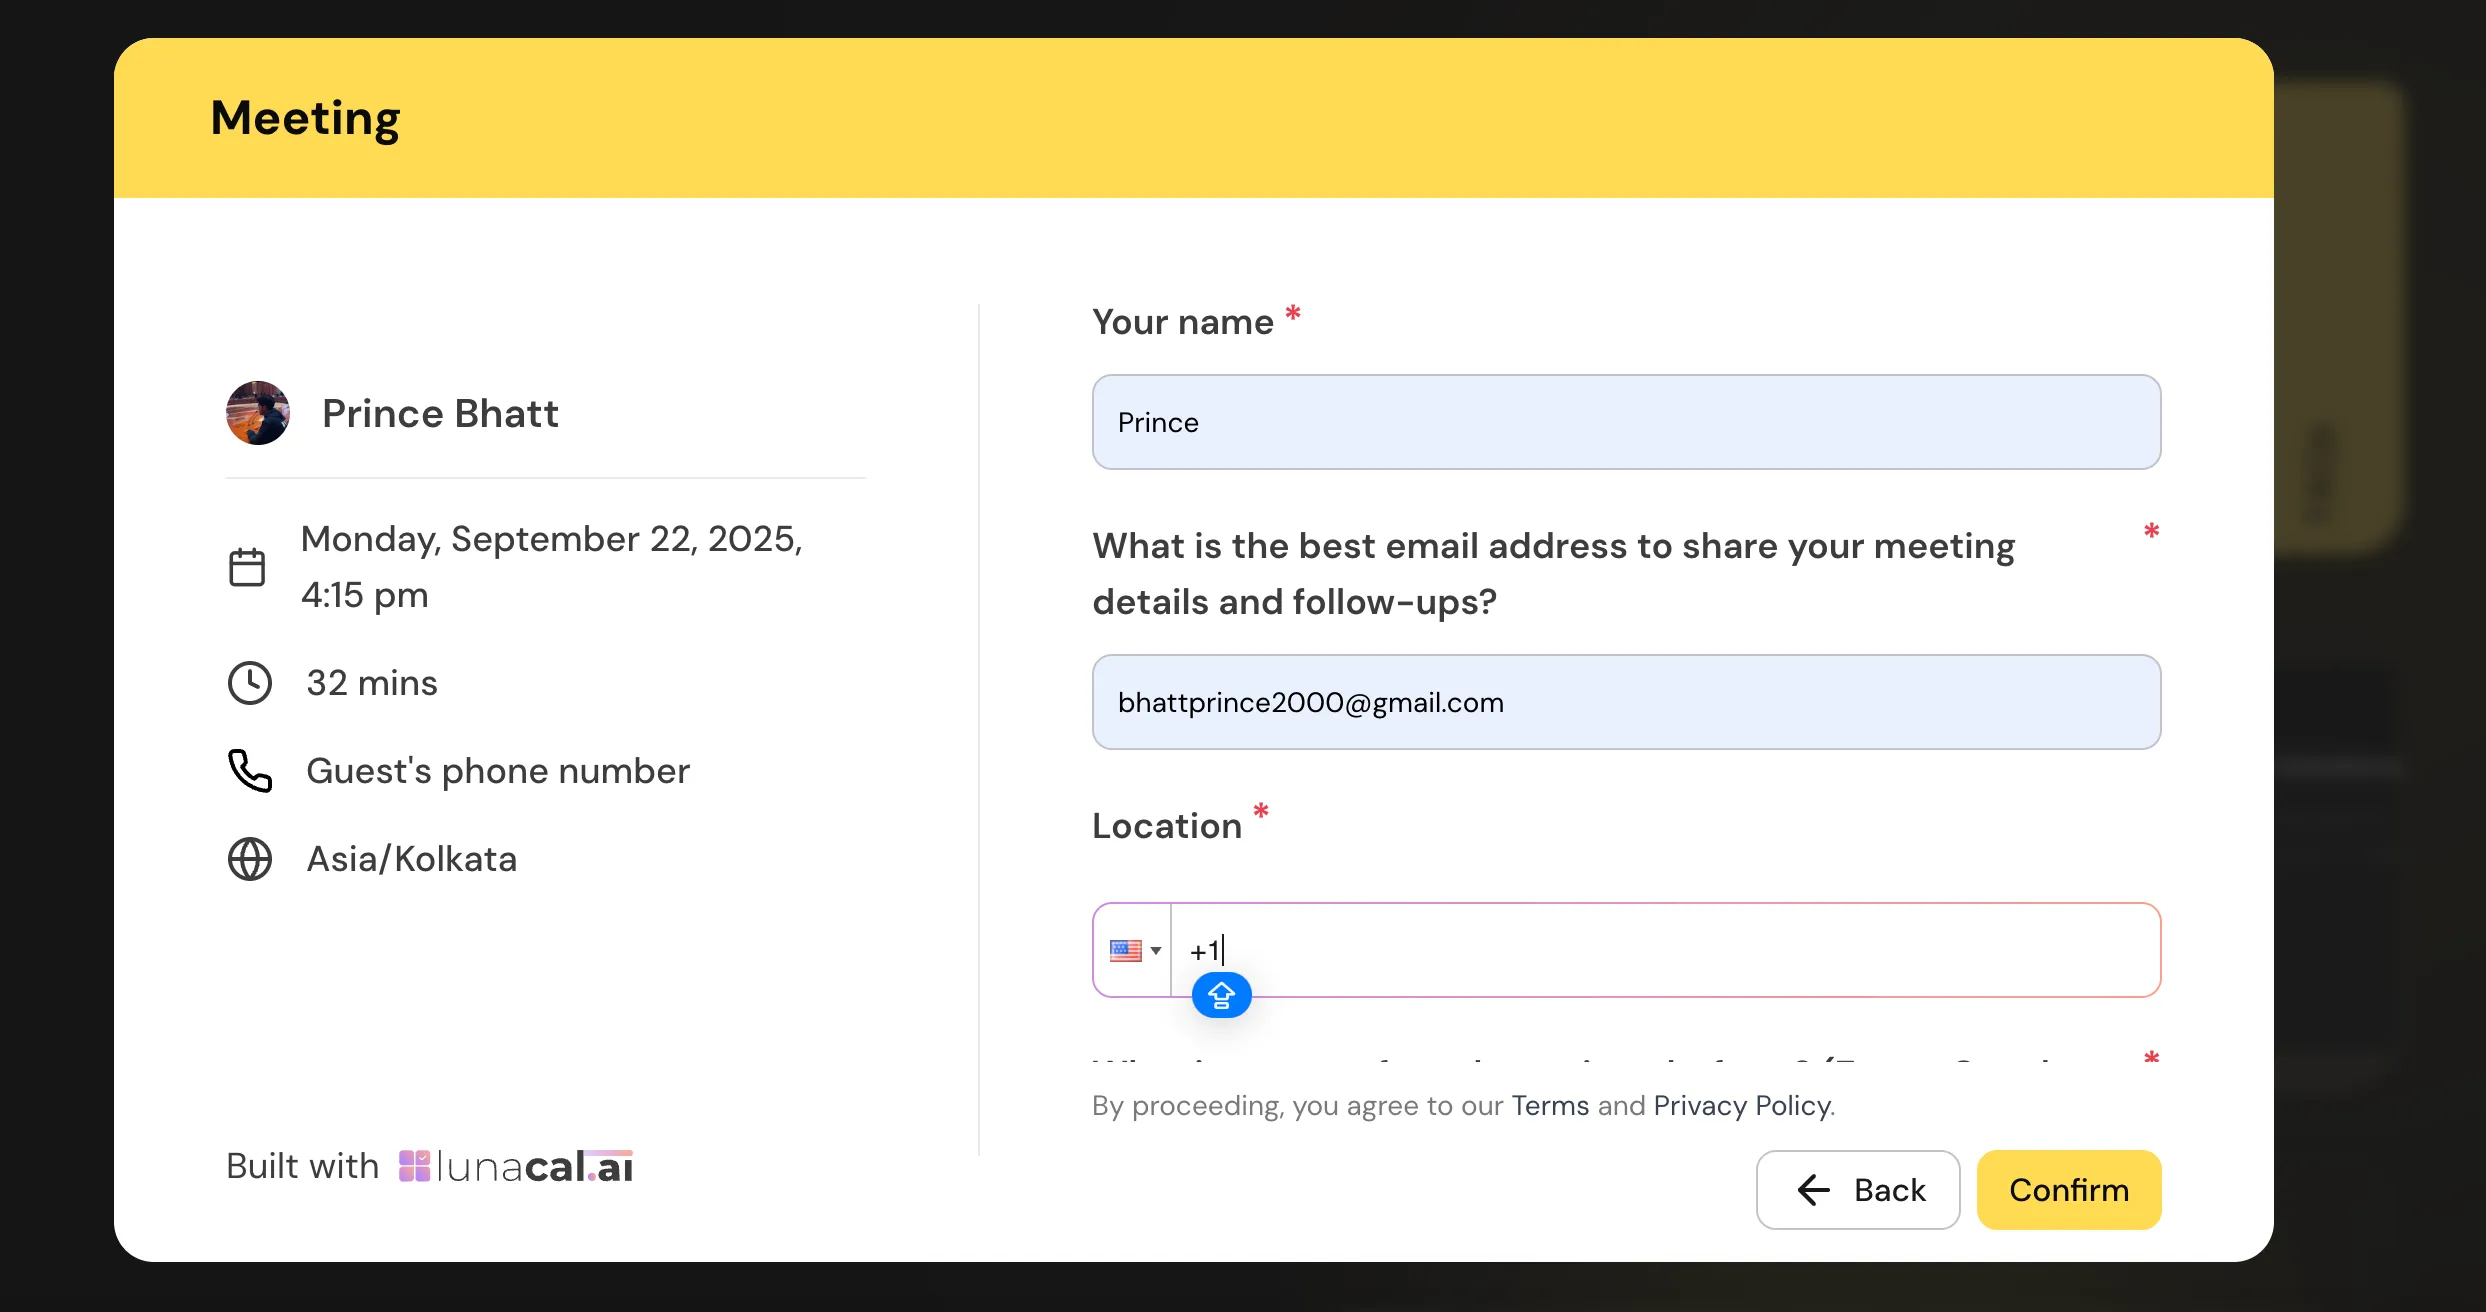 Meeting
Prince Bhatt
Monday, September 22, 2025,
4:15 pm
32 mins
Guest's phone number
Asia/Kolkata
Built with lunacal.ai
Your name *
Prince
What is the best email address to share your meeting *
details and follow-ups?
bhattprince2000@gmail.com
Location *
+1
*
By proceeding, you agree to our Terms and Privacy Policy.
Back
Confirm